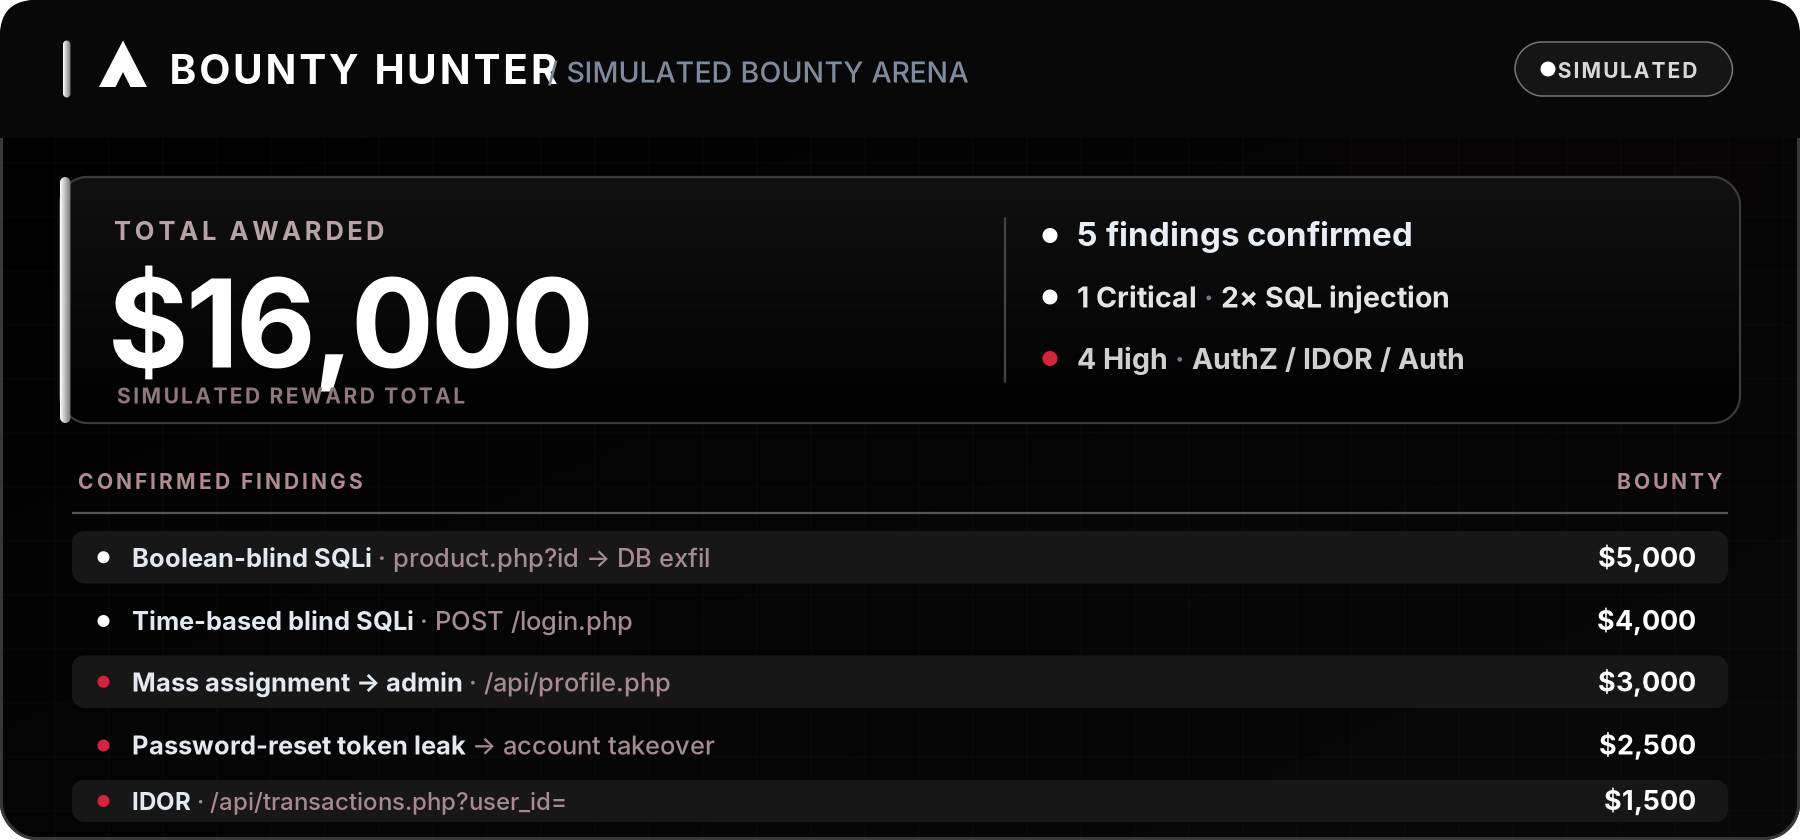 BOUNTY HUNTER / SIMULATED BOUNTY ARENA
SIMULATED
TOTAL AWARDED
$16,000
SIMULATED REWARD TOTAL
5 findings confirmed
1 Critical · 2× SQL injection
4 High · AuthZ / IDOR / Auth
CONFIRMED FINDINGS BOUNTY
Boolean-blind SQLi · product.php?id → DB exfil $5,000
Time-based blind SQLi · POST /login.php $4,000
Mass assignment → admin · /api/profile.php $3,000
Password-reset token leak → account takeover $2,500
IDOR · /api/transactions.php?user_id= $1,500